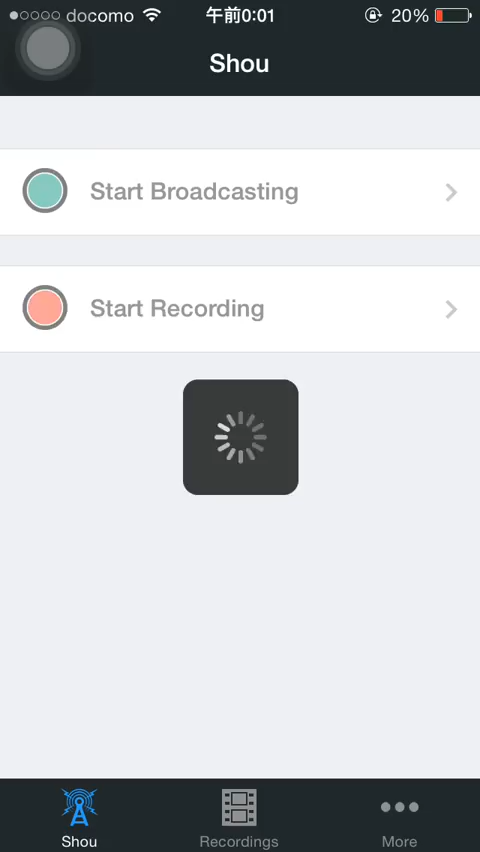 docomo 午前0:01 20%
Shou
Start Broadcasting
Start Recording
Shou Recordings More